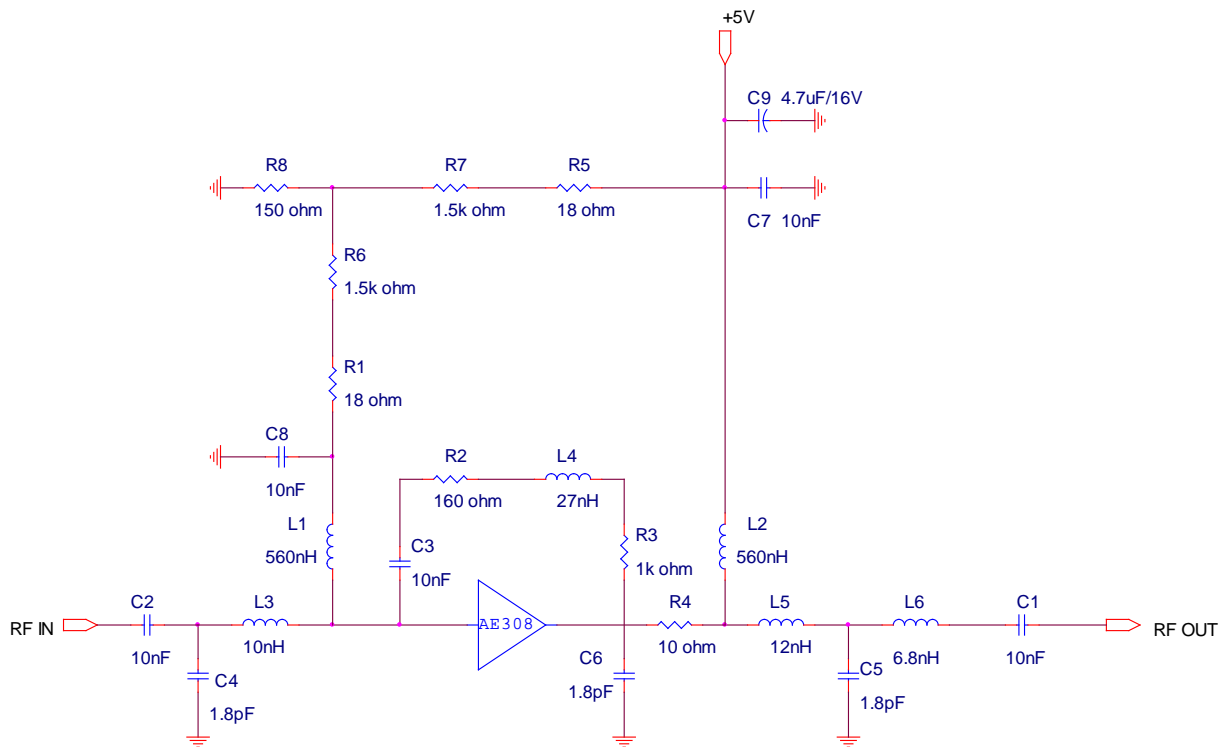 +5V
C9 4.7uF/16V
R8
R7
R5
150 ohm
1.5k ohm
18 ohm
C7 10nF
R6
1.5k ohm
R1
18 ohm
C8
10nF
R2
L4
160 ohm
27nH
L1
560nH
C3
10nF
R3
1k ohm
L2
560nH
RF IN
C2
10nF
L3
10nH
AE308
R4
10 ohm
L5
12nH
L6
6.8nH
C1
10nF
RF OUT
C4
1.8pF
C6
1.8pF
C5
1.8pF